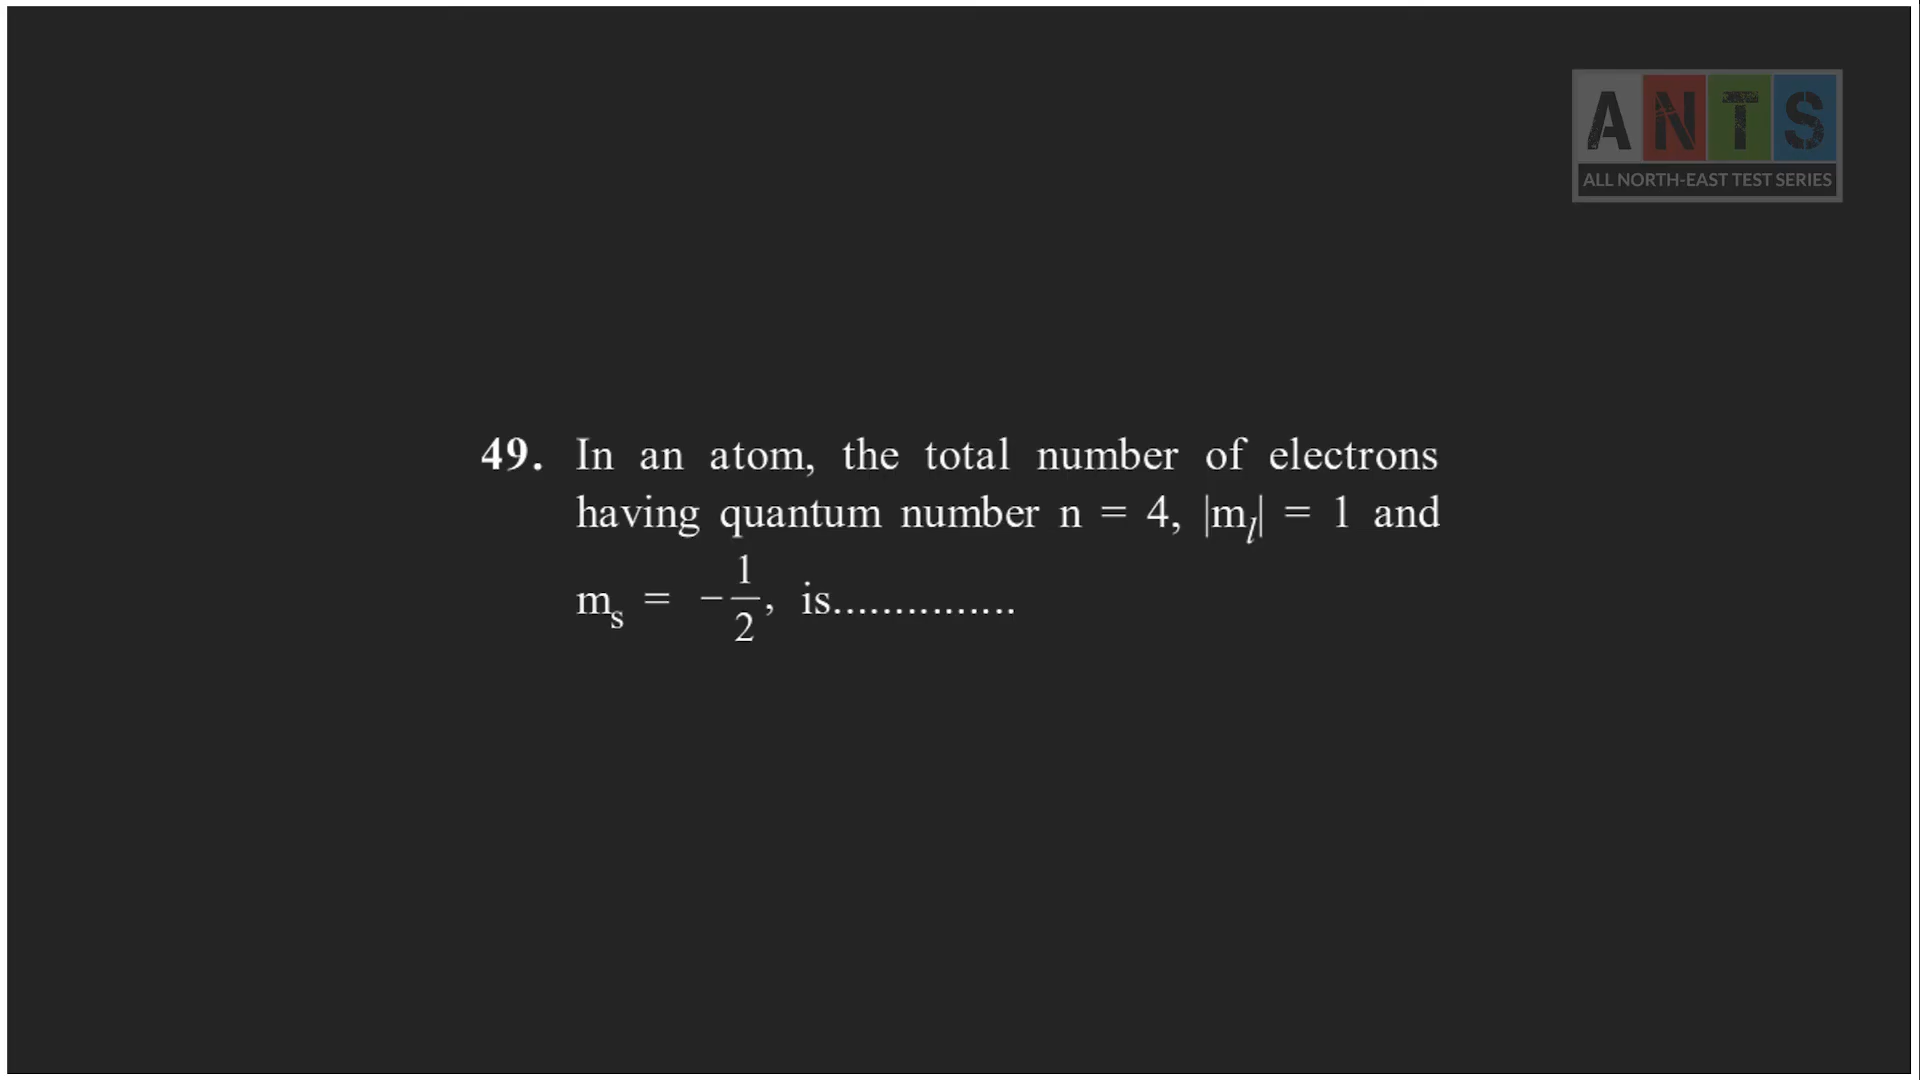 ANTS
ALL NORTH-EAST TEST SERIES
49. In an atom, the total number of electrons
having quantum number n = 4, |m_l| = 1 and
m_s = -1/2, is...............